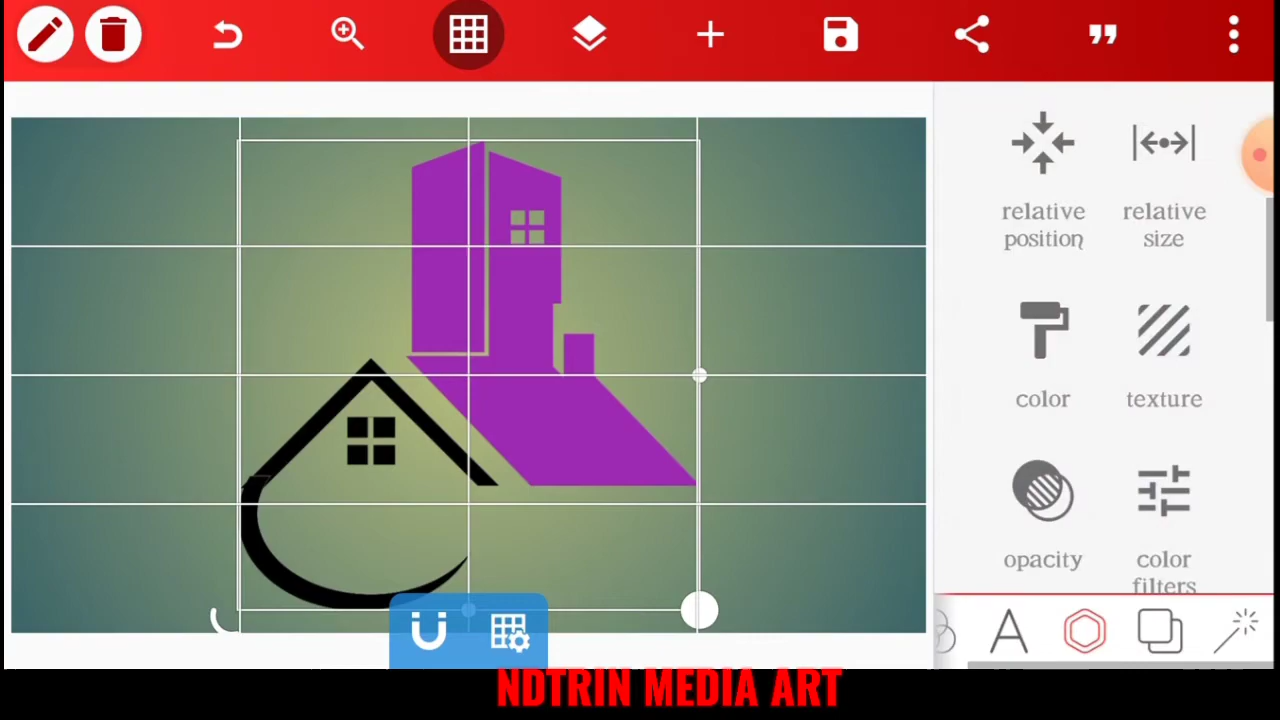 relative position
relative size
color
texture
opacity
color filters
NDTRIN MEDIA ART